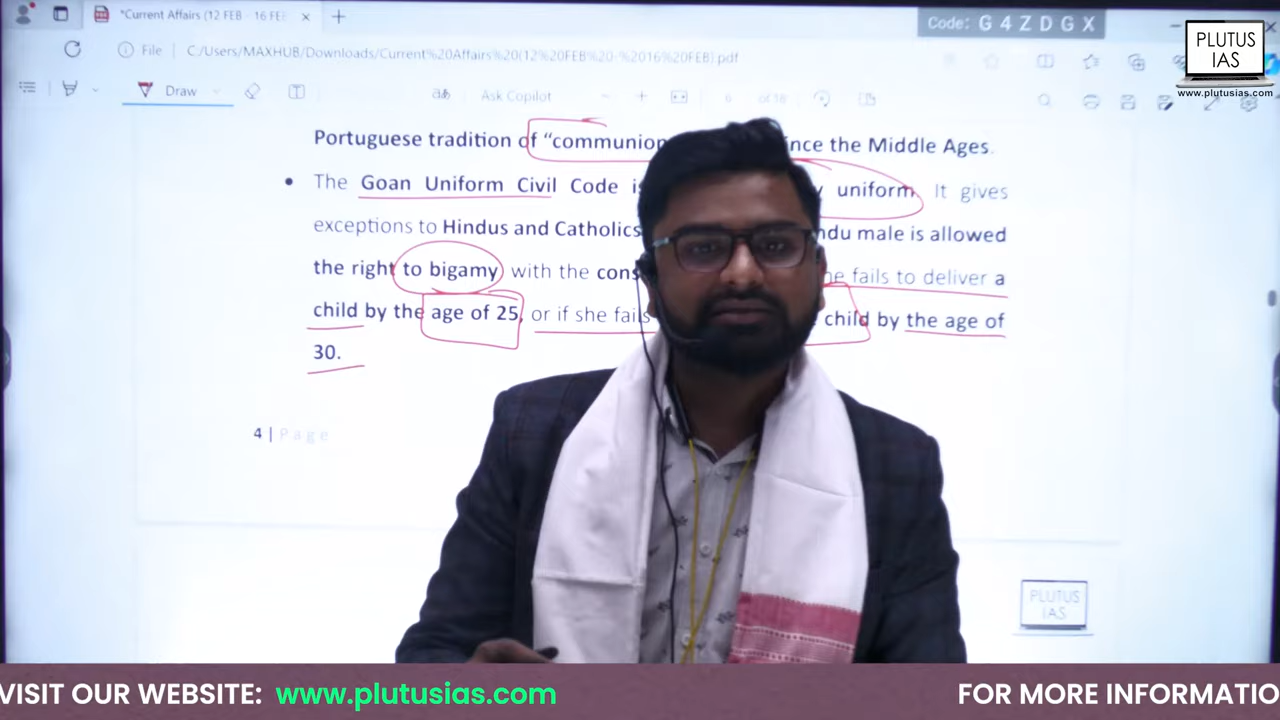 *Current Affairs (12 FEB - 16 FE
Code: G 4 Z D G X
PLUTUS
IAS
www.plutusias.com
File
C:/Users/MAXHUB/Downloads/Current%20Affairs%20(12%20FEB%20-%2016%20FEB).pdf
Draw
Ask Copilot
6 of 18
Portuguese tradition of “communion nce the Middle Ages.
• The Goan Uniform Civil Code is y uniform. It gives
exceptions to Hindus and Catholics ndu male is allowed
the right to bigamy with the cons he fails to deliver a
child by the age of 25, or if she fails child by the age of
30.
4 | Page
PLUTUS
IAS
VISIT OUR WEBSITE: www.plutusias.com
FOR MORE INFORMATIO